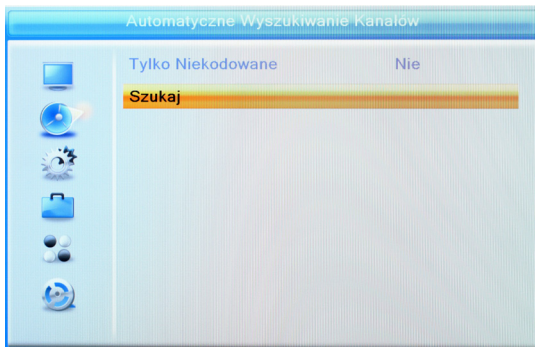 Automatyczne Wyszukiwanie Kanałów
Tylko Niekodowane Nie
Szukaj